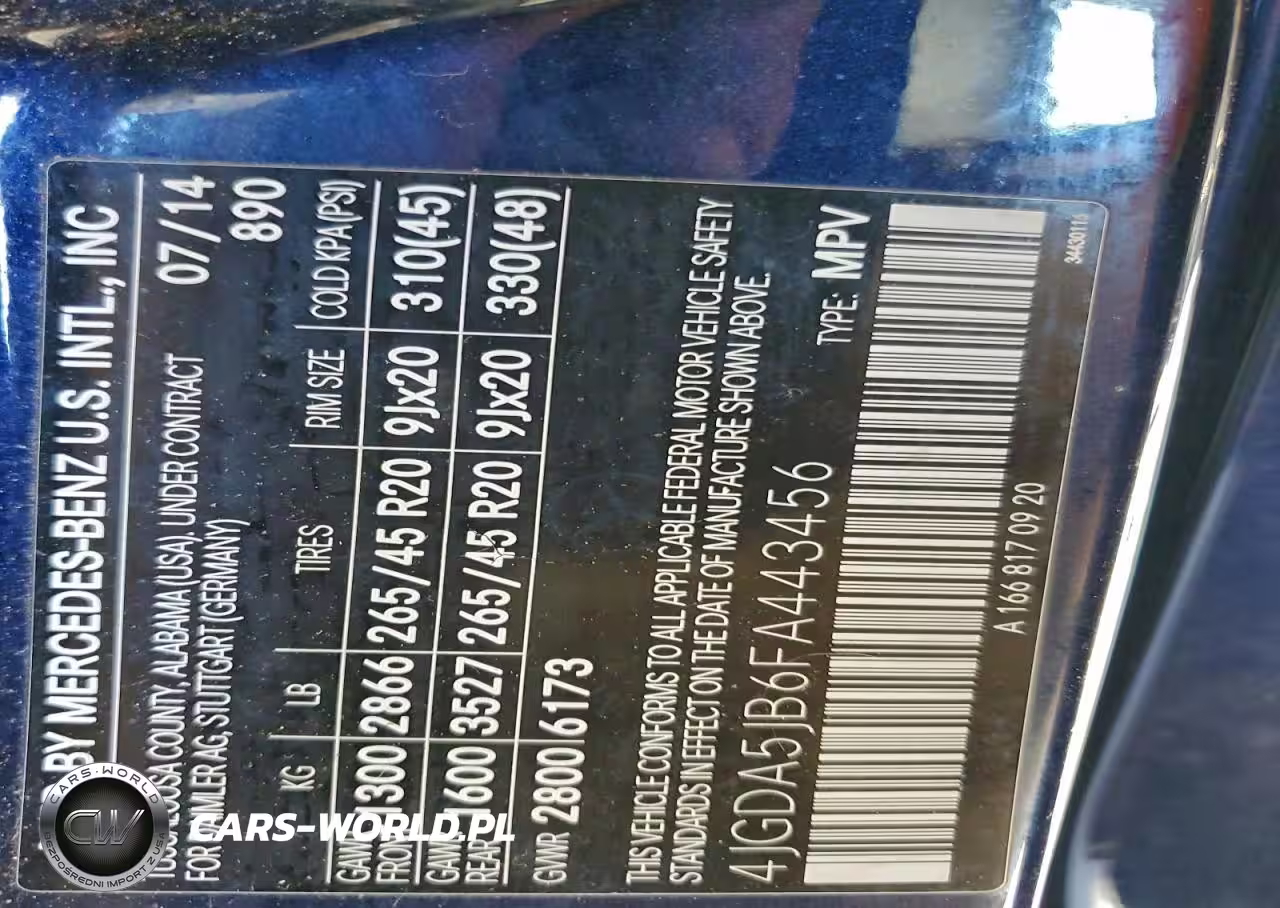 BY MERCEDES-BENZ U.S. INTL., INC
COUNTY, ALABAMA (USA), UNDER CONTRACT 07/14
FOR DAIMLER AG, STUTTGART (GERMANY) 890
KG LB TIRES RIM SIZE COLD KPA(PSI)
GAWR
FRONT 1300 2866 265/45 R20 9Jx20 310(45)
GAWR
REAR 1600 3527 265/45 R20 9Jx20 330(48)
GVWR 2800 6173
THIS VEHICLE CONFORMS TO ALL APPLICABLE FEDERAL MOTOR VEHICLE SAFETY
STANDARDS IN EFFECT ON THE DATE OF MANUFACTURE SHOWN ABOVE.
4JGDA5JB6FA443456 TYPE: MPV
A 166 817 09 20
34430116
CARS-WORLD
CW
BEZPOŚREDNI IMPORT Z USA
CARS-WORLD.PL